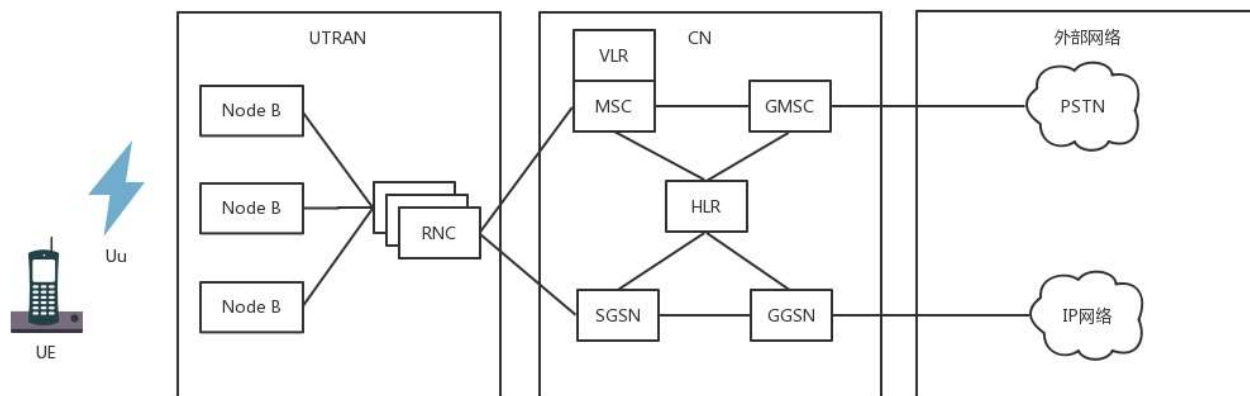 UTRAN
CN
外部网络
VLR
Node B
MSC
GMSC
PSTN
Node B
HLR
RNC
Uu
Node B
SGSN
GGSN
IP网络
UE